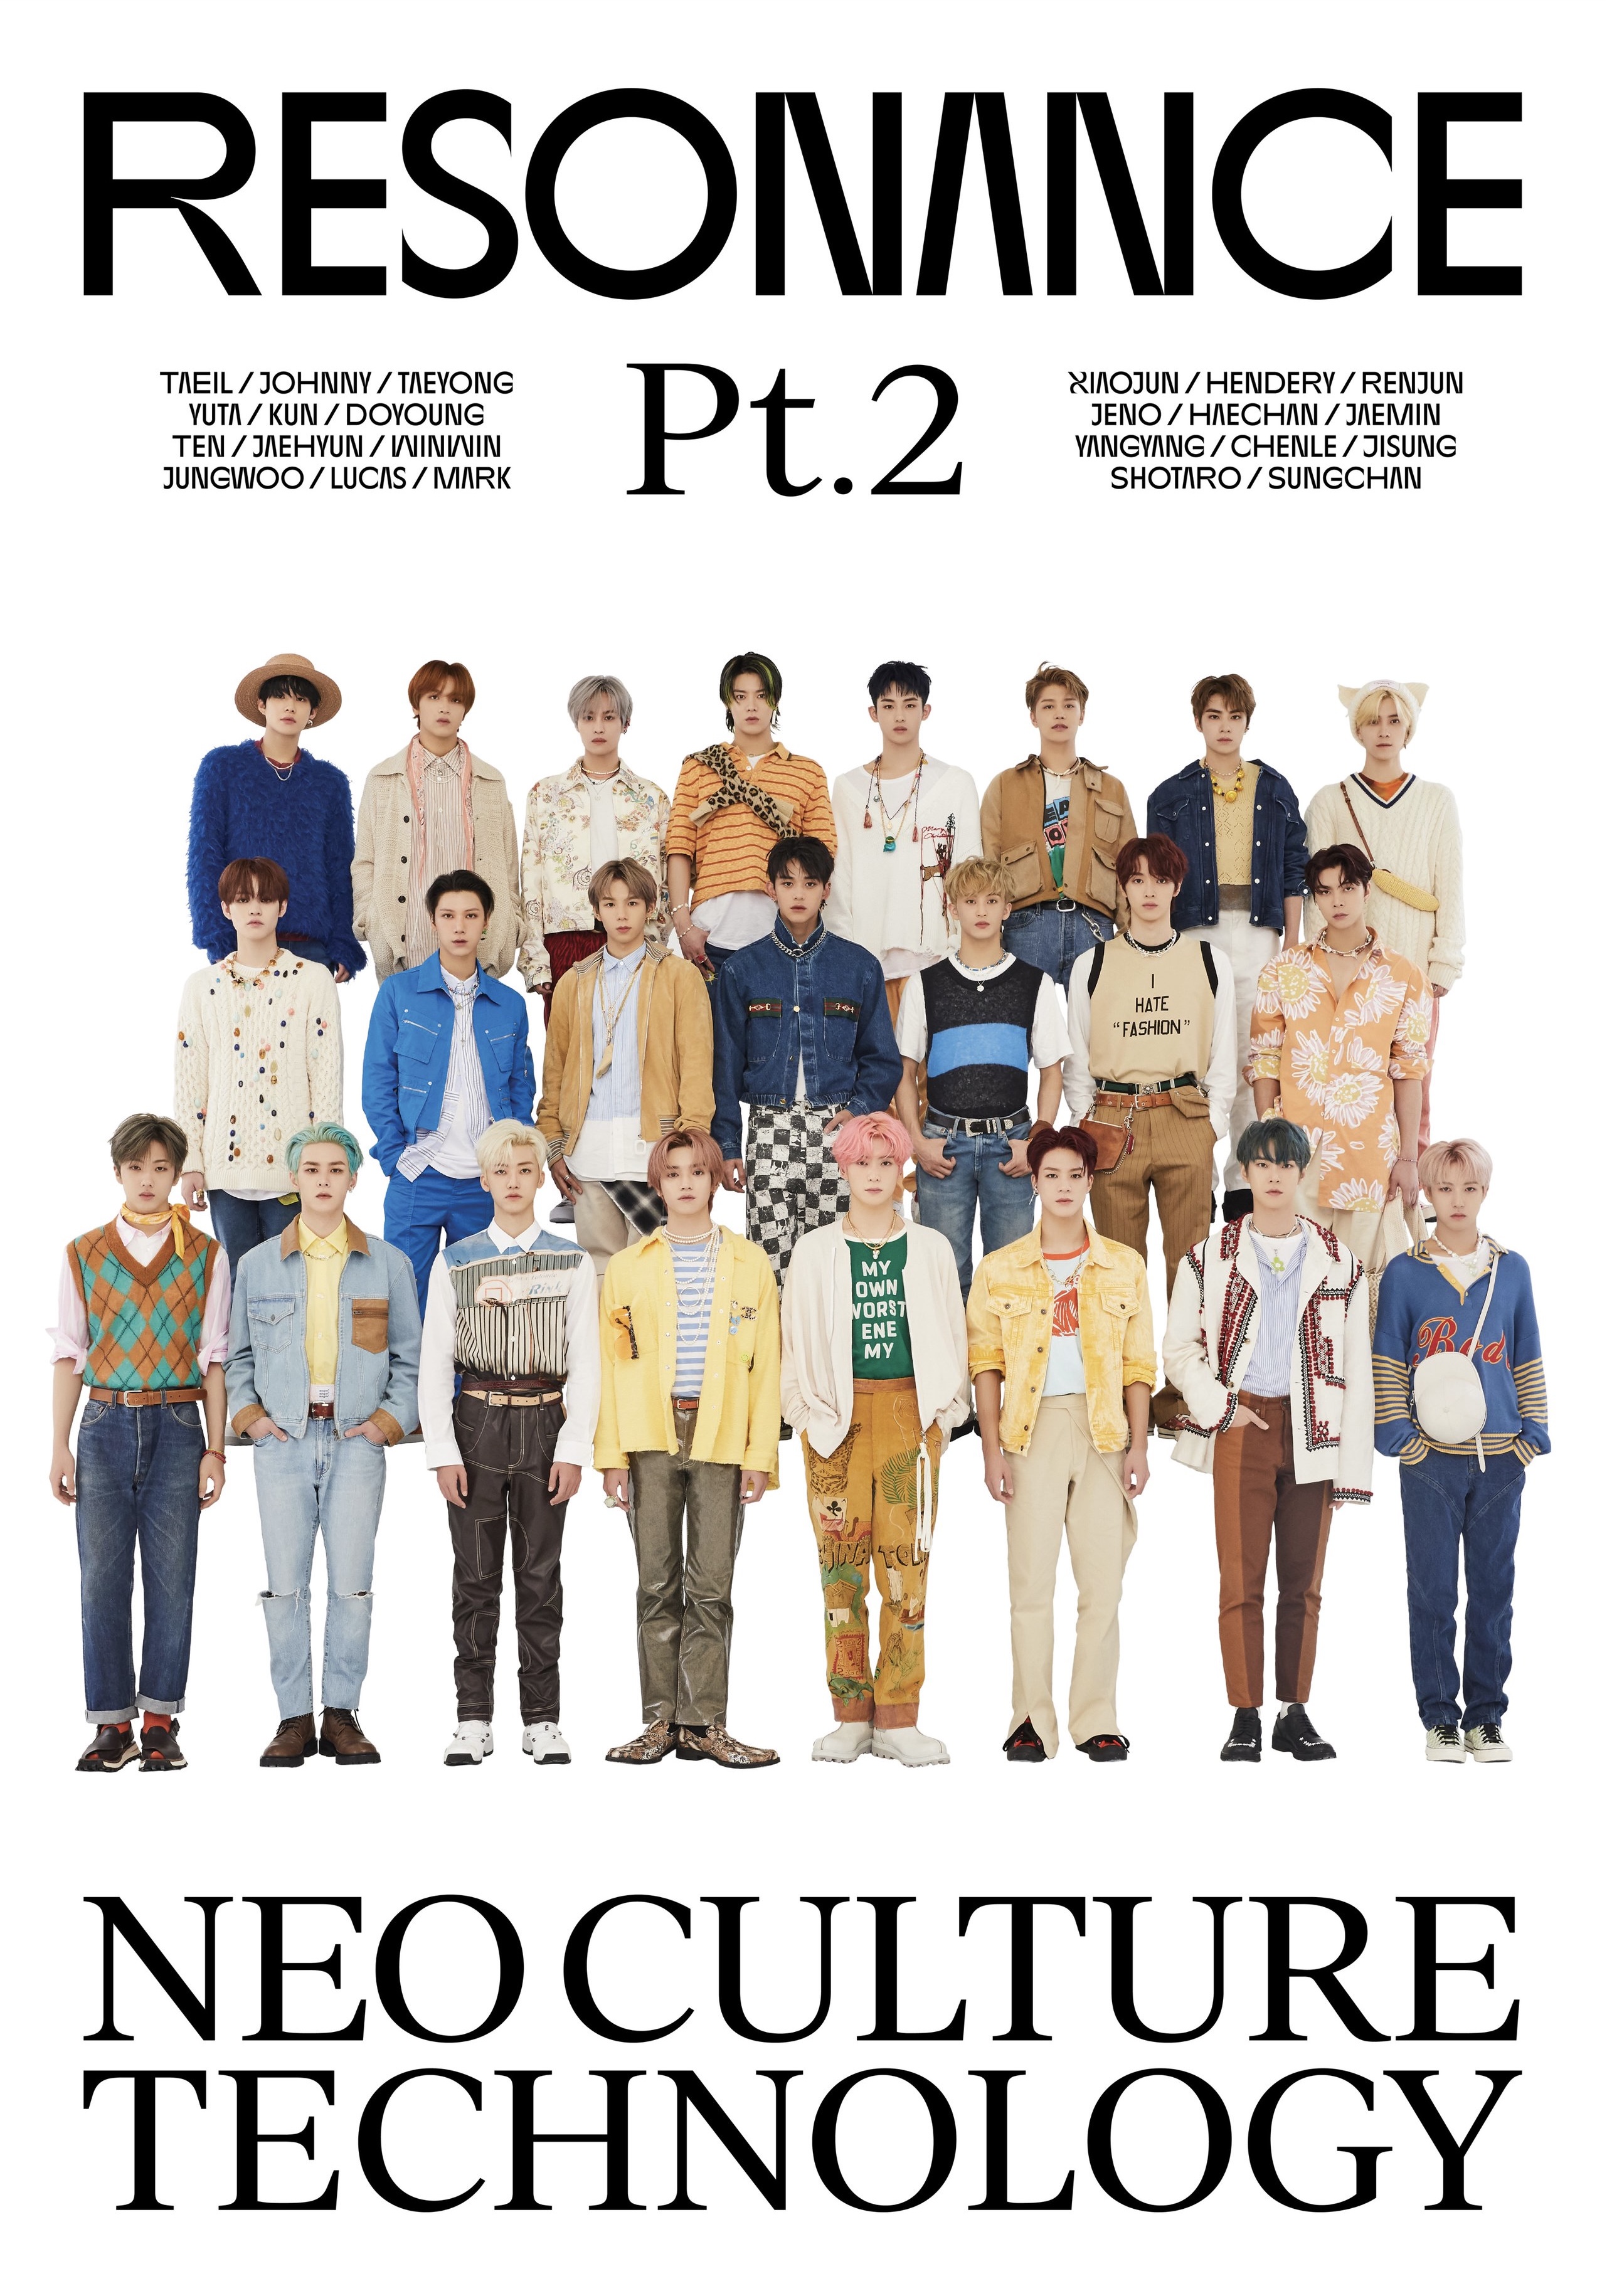 RESONANCE
Pt.2
TAEIL / JOHNNY / TAEYONG
YUTA / KUN / DOYOUNG
TEN / JAEHYUN / WINWIN
JUNGWOO / LUCAS / MARK
XIAOJUN / HENDERY / RENJUN
JENO / HAECHAN / JAEMIN
YANGYANG / CHENLE / JISUNG
SHOTARO / SUNGCHAN
I
HATE
“FASHION”
MY
OWN
WORST
ENE
MY
NEO CULTURE
TECHNOLOGY